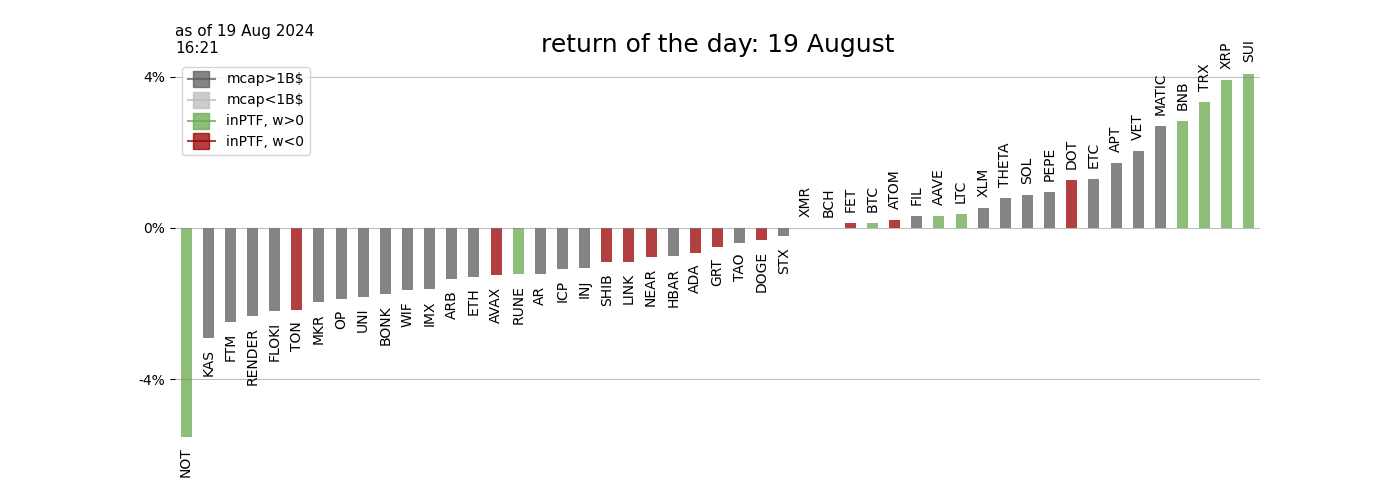 as of 19 Aug 2024
16:21
return of the day: 19 August
mcap>1B$
mcap<1B$
inPTF, w>0
inPTF, w<0
4%
0%
-4%
NOT
KAS
FTM
RENDER
FLOKI
TON
MKR
OP
UNI
BONK
WIF
IMX
ARB
ETH
AVAX
RUNE
AR
ICP
INJ
SHIB
LINK
NEAR
HBAR
ADA
GRT
TAO
DOGE
STX
XMR
BCH
FET
BTC
ATOM
FIL
AAVE
LTC
XLM
THETA
SOL
PEPE
DOT
ETC
APT
VET
MATIC
BNB
TRX
XRP
SUI